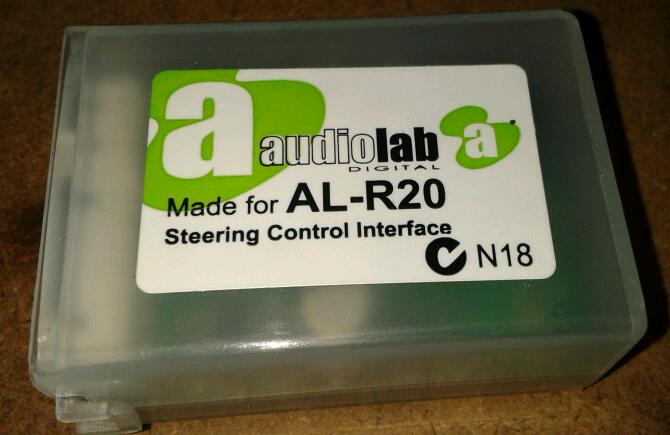 a
audiolab
a
DIGITAL
Made for AL-R20
Steering Control Interface
N18